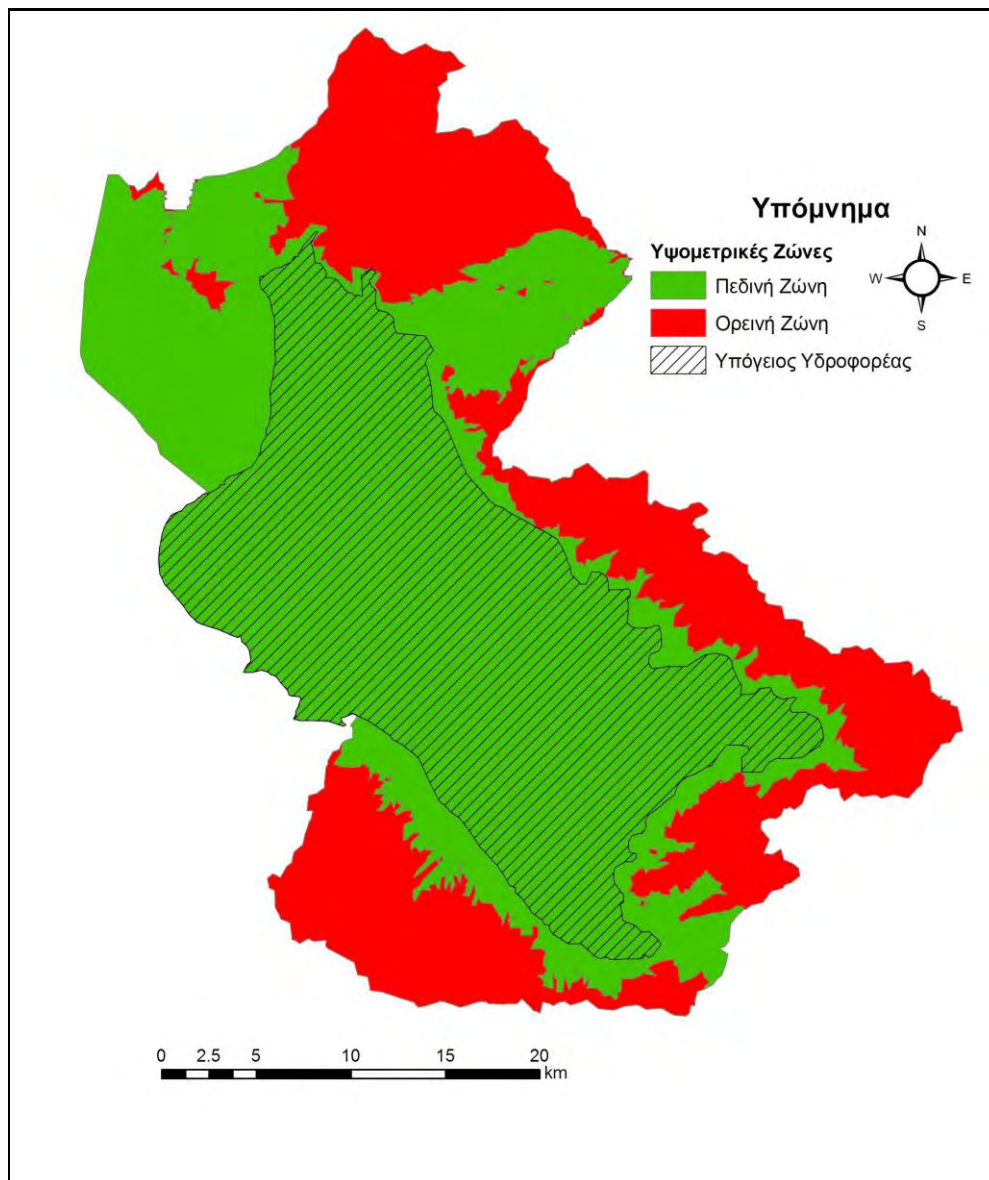 Υπόμνημα
Υψομετρικές Ζώνες
Πεδινή Ζώνη
Ορεινή Ζώνη
Υπόγειος Υδροφορέας
N
W E
S
0 2.5 5 10 15 20
km